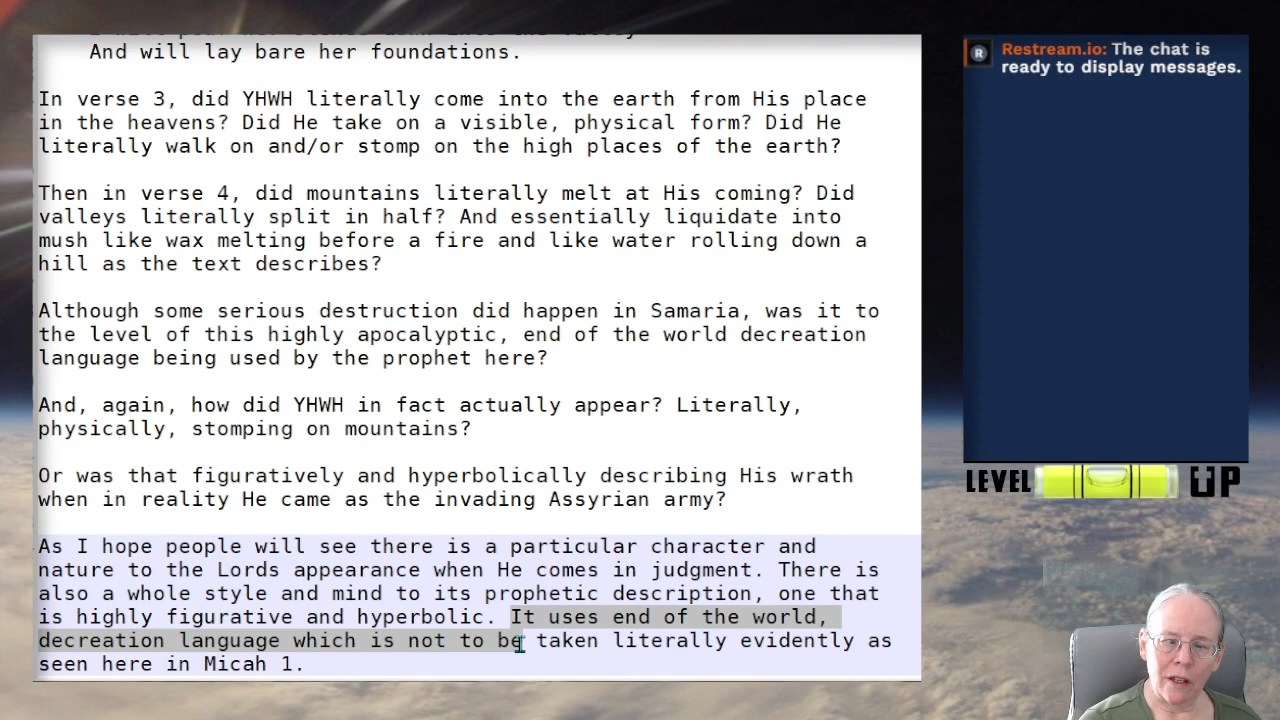 And will lay bare her foundations.
In verse 3, did YHWH literally come into the earth from His place
in the heavens? Did He take on a visible, physical form? Did He
literally walk on and/or stomp on the high places of the earth?
Then in verse 4, did mountains literally melt at His coming? Did
valleys literally split in half? And essentially liquidate into
mush like wax melting before a fire and like water rolling down a
hill as the text describes?
Although some serious destruction did happen in Samaria, was it to
the level of this highly apocalyptic, end of the world decreation
language being used by the prophet here?
And, again, how did YHWH in fact actually appear? Literally,
physically, stomping on mountains?
Or was that figuratively and hyperbolically describing His wrath
when in reality He came as the invading Assyrian army?
As I hope people will see there is a particular character and
nature to the Lords appearance when He comes in judgment. There is
also a whole style and mind to its prophetic description, one that
is highly figurative and hyperbolic. It uses end of the world,
decreation language which is not to be taken literally evidently as
seen here in Micah 1.
R
Restream.io: The chat is
ready to display messages.
LEVEL UP